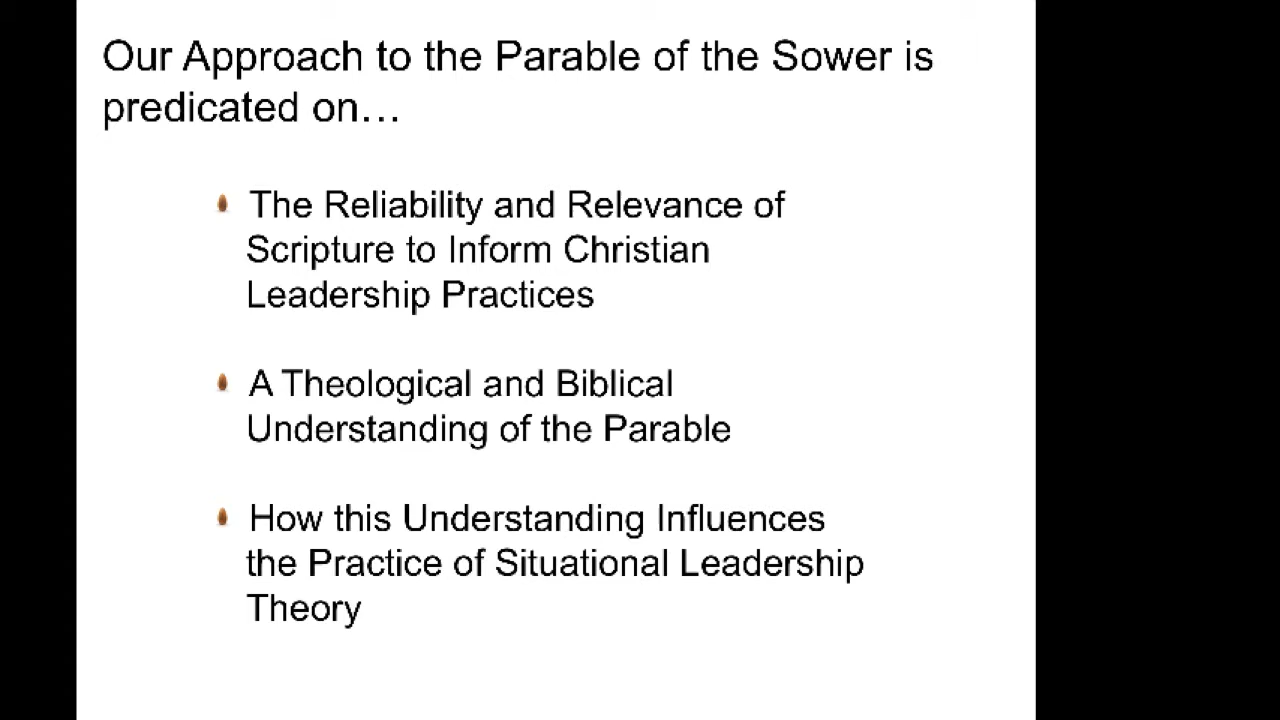 Our Approach to the Parable of the Sower is
predicated on…
The Reliability and Relevance of
Scripture to Inform Christian
Leadership Practices
A Theological and Biblical
Understanding of the Parable
How this Understanding Influences
the Practice of Situational Leadership
Theory